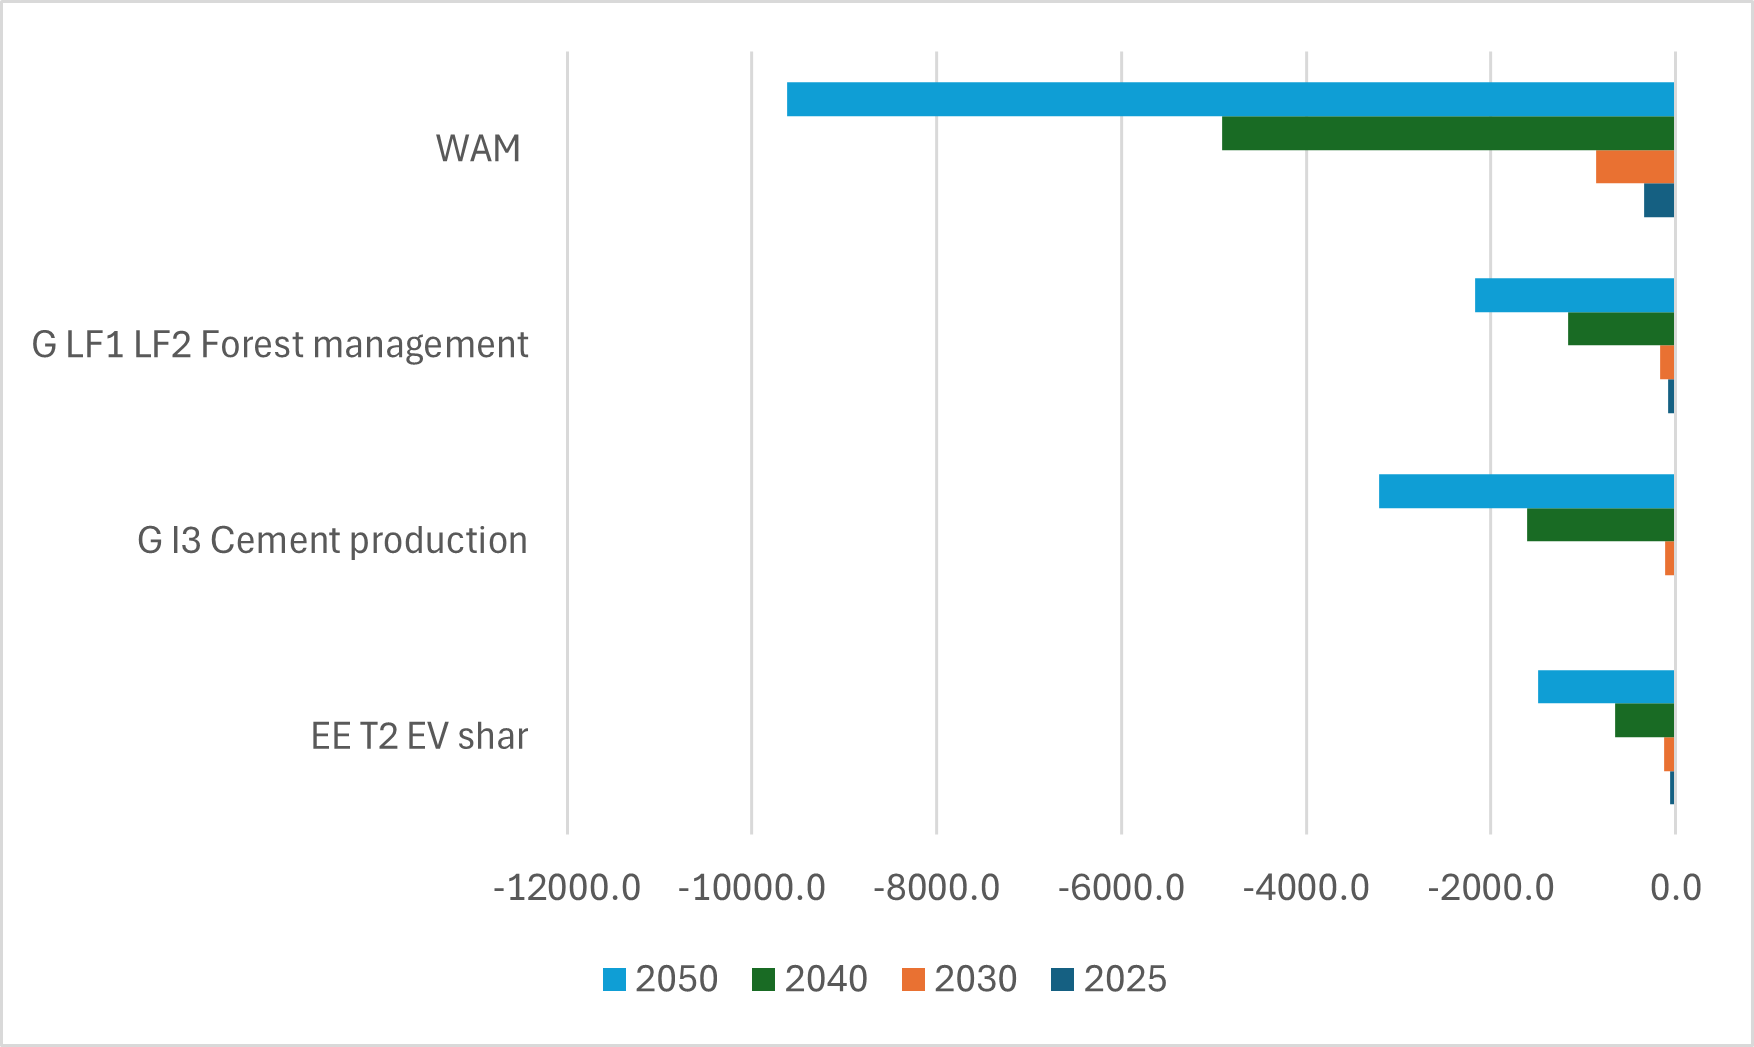 WAM
G LF1 LF2 Forest management
G I3 Cement production
EE T2 EV shar
-12000.0 -10000.0 -8000.0 -6000.0 -4000.0 -2000.0 0.0
2050 2040 2030 2025